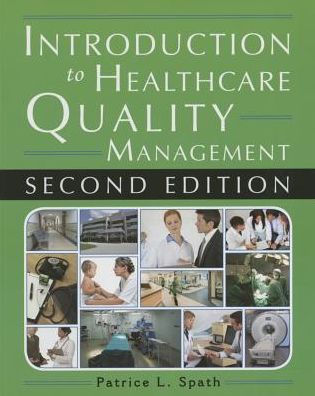 INTRODUCTION
to HEALTHCARE
QUALITY
MANAGEMENT
SECOND EDITION
Patrice L. Spath